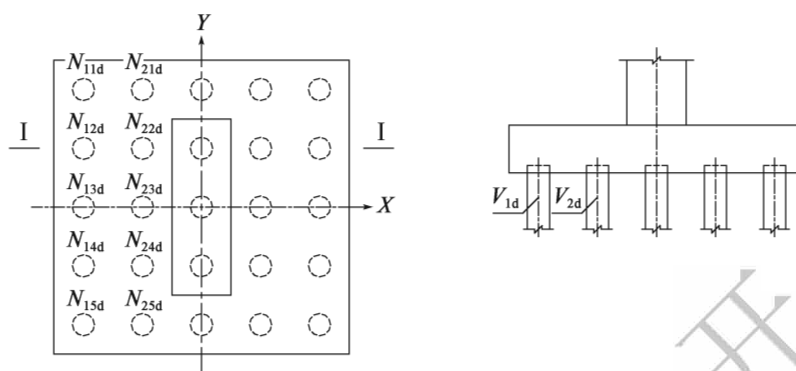 Y
N11d N21d
I N12d N22d I
N13d N23d X
N14d N24d
N15d N25d
V1d V2d